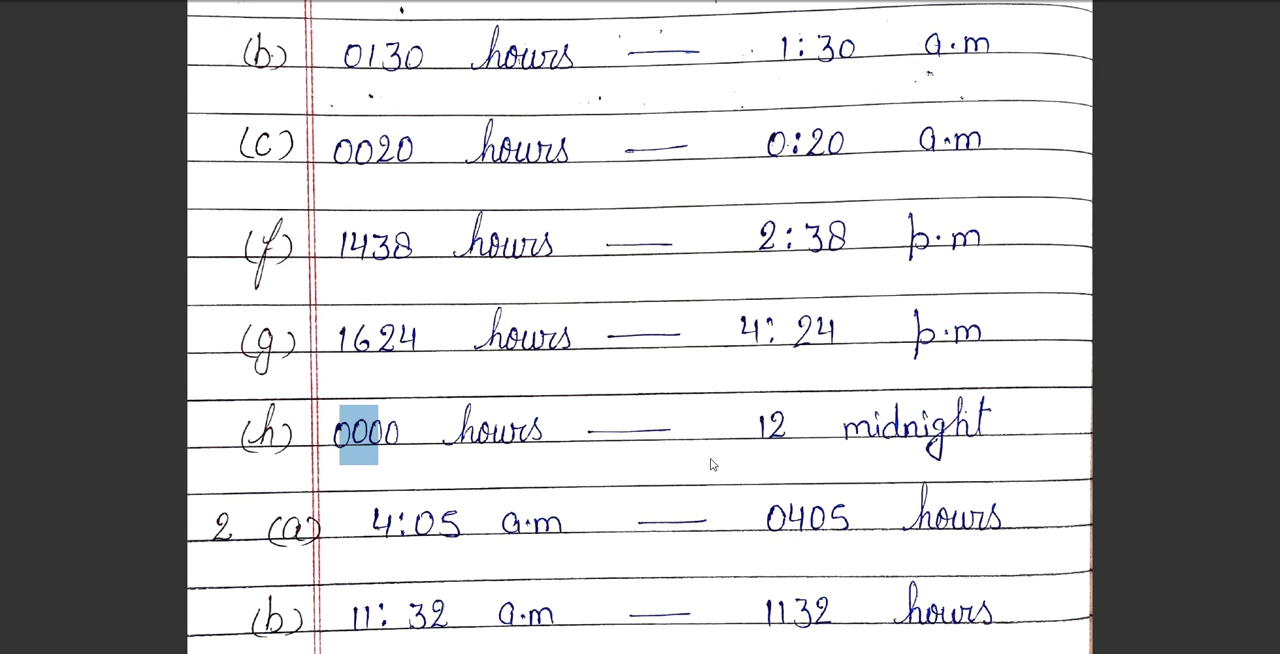 (b) 0130 hours — 1:30 a.m
(c) 0020 hours — 0:20 a.m
(f) 1438 hours — 2:38 p.m
(g) 1624 hours — 4:24 p.m
(h) 0000 hours — 12 midnight
2 (a) 4:05 a.m — 0405 hours
(b) 11:32 a.m — 1132 hours